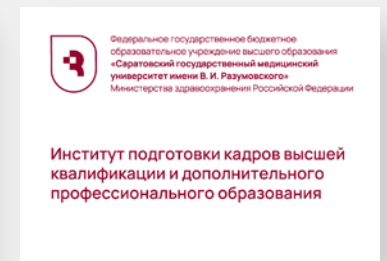 Федеральное государственное бюджетное
образовательное учреждение высшего образования
«Саратовский государственный медицинский
университет имени В. И. Разумовского»
Министерства здравоохранения Российской Федерации
Институт подготовки кадров высшей
квалификации и дополнительного
профессионального образования